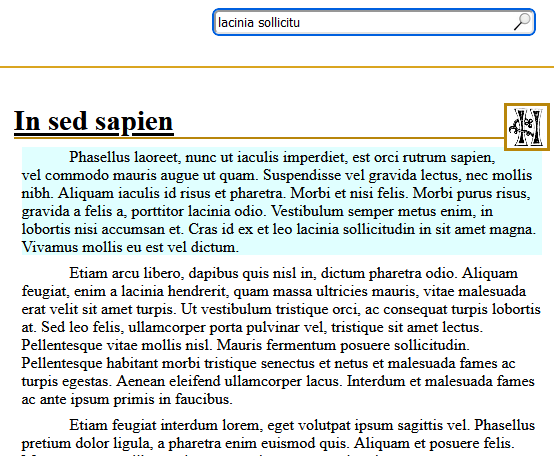 lacinia sollicitu
In sed sapien
Phasellus laoreet, nunc ut iaculis imperdiet, est orci rutrum sapien,
vel commodo mauris augue ut quam. Suspendisse vel gravida lectus, nec mollis
nibh. Aliquam iaculis id risus et pharetra. Morbi et nisi felis. Morbi purus risus,
gravida a felis a, porttitor lacinia odio. Vestibulum semper metus enim, in
lobortis nisi accumsan et. Cras id ex et leo lacinia sollicitudin in sit amet magna.
Vivamus mollis eu est vel dictum.
Etiam arcu libero, dapibus quis nisl in, dictum pharetra odio. Aliquam
feugiat, enim a lacinia hendrerit, quam massa ultricies mauris, vitae malesuada
erat velit sit amet turpis. Ut vestibulum tristique orci, ac consequat turpis lobortis
at. Sed leo felis, ullamcorper porta pulvinar vel, tristique sit amet lectus.
Pellentesque vitae mollis nisl. Mauris fermentum posuere sollicitudin.
Pellentesque habitant morbi tristique senectus et netus et malesuada fames ac
turpis egestas. Aenean eleifend ullamcorper lacus. Interdum et malesuada fames
ac ante ipsum primis in faucibus.
Etiam feugiat interdum lorem, eget volutpat ipsum sagittis vel. Phasellus
pretium dolor ligula, a pharetra enim euismod quis. Aliquam et posuere felis.